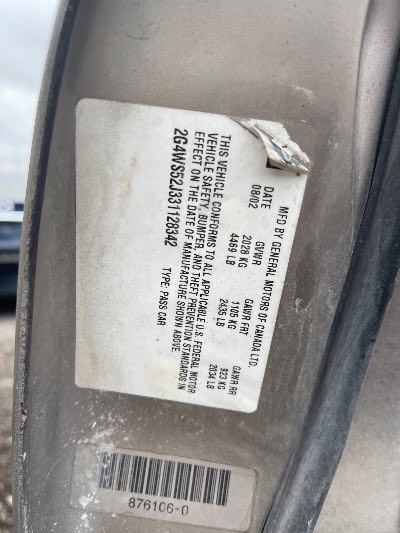 MFD BY GENERAL MOTORS OF CANADA LTD.
DATE GVWR GAWR FRT GAWR RR
08/02 2028 KG 1105 KG 923 KG
4469 LB 2435 LB 2034 LB
THIS VEHICLE CONFORMS TO ALL APPLICABLE U.S. FEDERAL MOTOR
VEHICLE SAFETY, BUMPER, AND THEFT PREVENTION STANDARDS IN
EFFECT ON THE DATE OF MANUFACTURE SHOWN ABOVE.
2G4WS52J331128342 TYPE: PASS CAR
876106-0